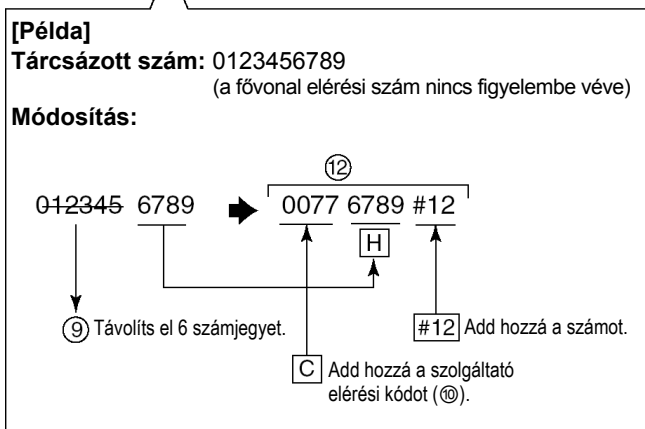 [Példa]
Tárcsázott szám: 0123456789
(a fővonal elérési szám nincs figyelembe véve)
Módosítás:
⑫
012345 6789 ➡ 0077 6789 #12
H
⑨ Távolíts el 6 számjegyet.
#12 Add hozzá a számot.
C Add hozzá a szolgáltató
elérési kódot (⑩).